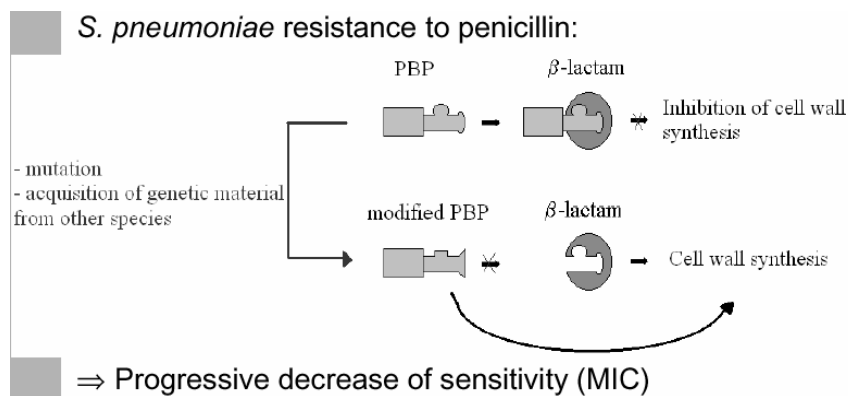 S. pneumoniae resistance to penicillin:
PBP
β-lactam
Inhibition of cell wall
synthesis
- mutation
- acquisition of genetic material
from other species
modified PBP
β-lactam
Cell wall synthesis
⇒ Progressive decrease of sensitivity (MIC)